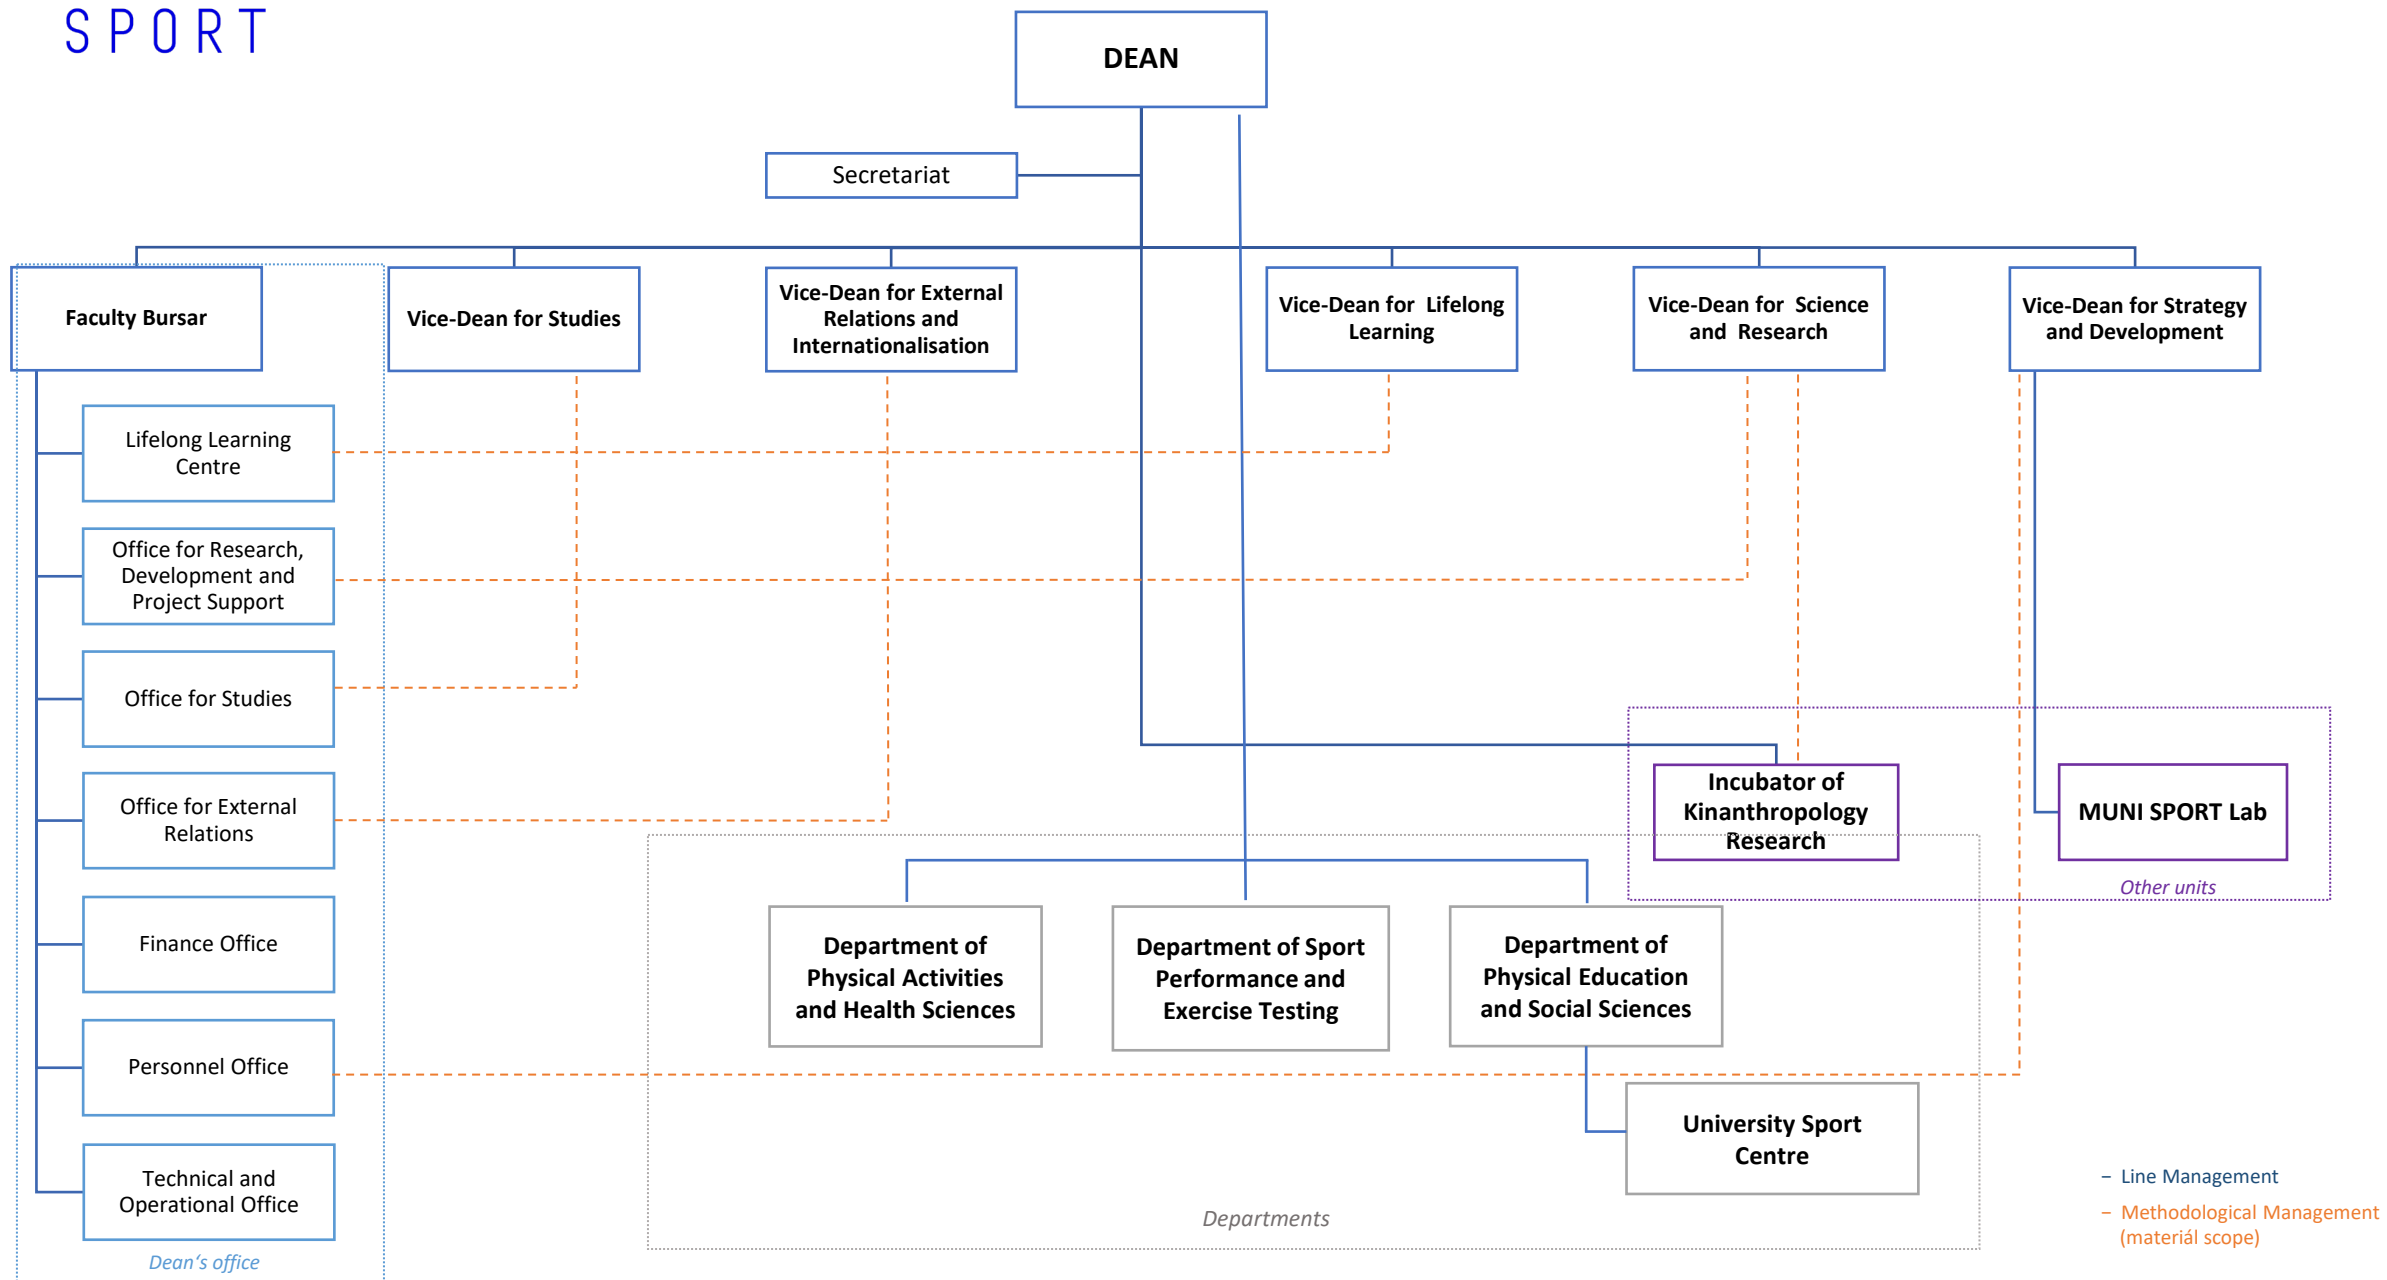 SPORT
DEAN
Secretariat
Faculty Bursar
Vice-Dean for Studies
Vice-Dean for External
Relations and
Internationalisation
Vice-Dean for Lifelong
Learning
Vice-Dean for Science
and Research
Vice-Dean for Strategy
and Development
Lifelong Learning
Centre
Office for Research,
Development and
Project Support
Office for Studies
Office for External
Relations
Finance Office
Personnel Office
Technical and
Operational Office
Dean‘s office
Incubator of
Kinanthropology
Research
MUNI SPORT Lab
Other units
Department of
Physical Activities
and Health Sciences
Department of Sport
Performance and
Exercise Testing
Department of
Physical Education
and Social Sciences
University Sport
Centre
Departments
– Line Management
– Methodological Management
(materiál scope)